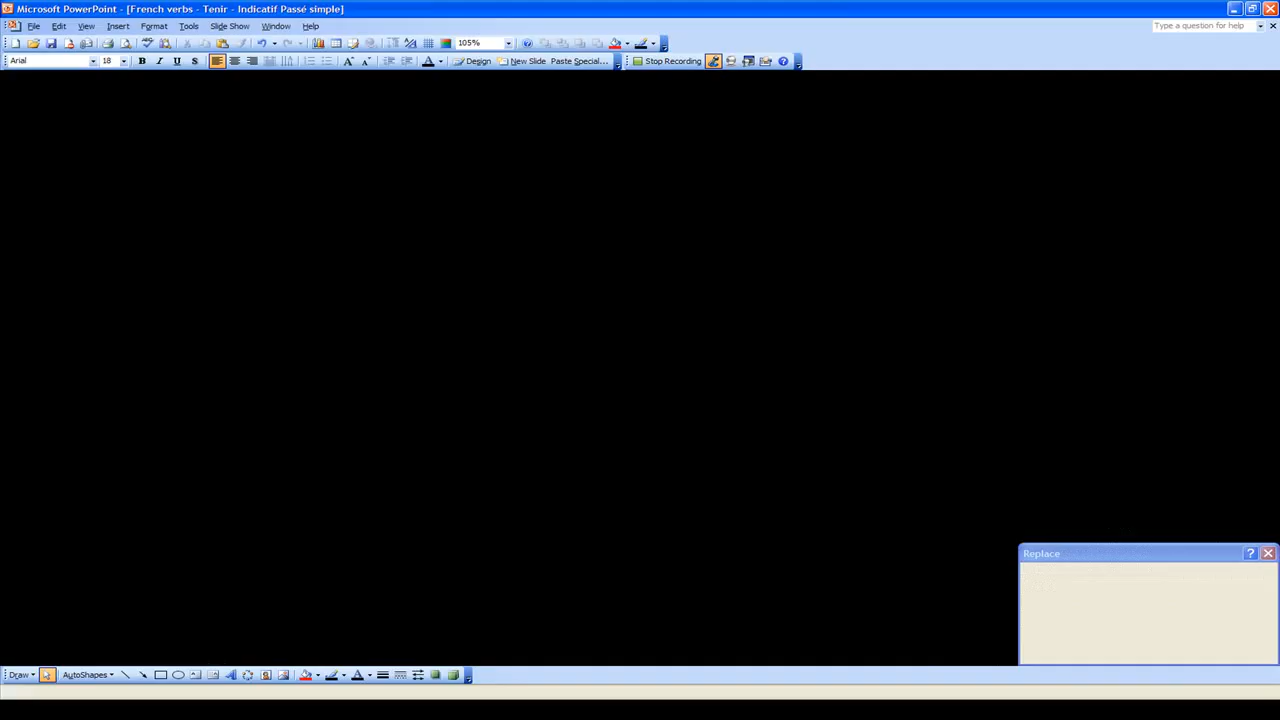 Microsoft PowerPoint - [French verbs - Tenir - Indicatif Passé simple]
File Edit View Insert Format Tools Slide Show Window Help
Type a question for help
105%
Arial 18 B I U S A A A Design New Slide Paste Special... Stop Recording
Replace
Draw AutoShapes A